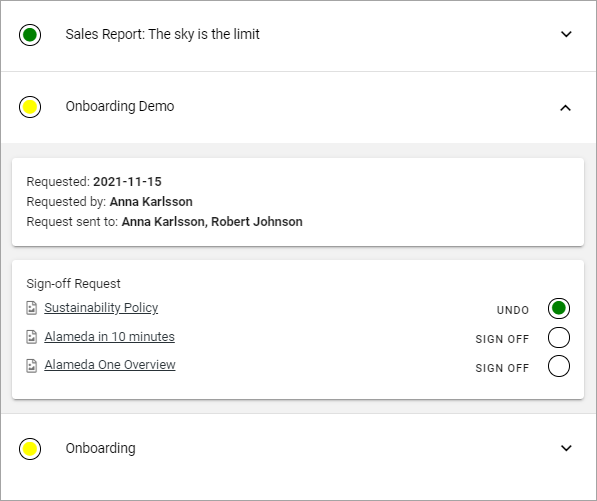 Sales Report: The sky is the limit
Onboarding Demo
Requested: 2021-11-15
Requested by: Anna Karlsson
Request sent to: Anna Karlsson, Robert Johnson
Sign-off Request
Sustainability Policy UNDO
Alameda in 10 minutes SIGN OFF
Alameda One Overview SIGN OFF
Onboarding